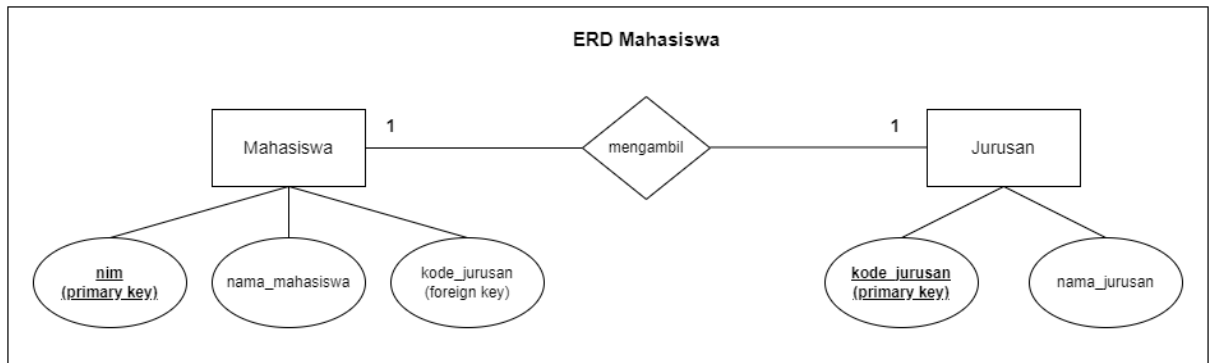 ERD Mahasiswa
Mahasiswa
1
mengambil
1
Jurusan
nim
(primary key)
nama_mahasiswa
kode_jurusan
(foreign key)
kode_jurusan
(primary key)
nama_jurusan